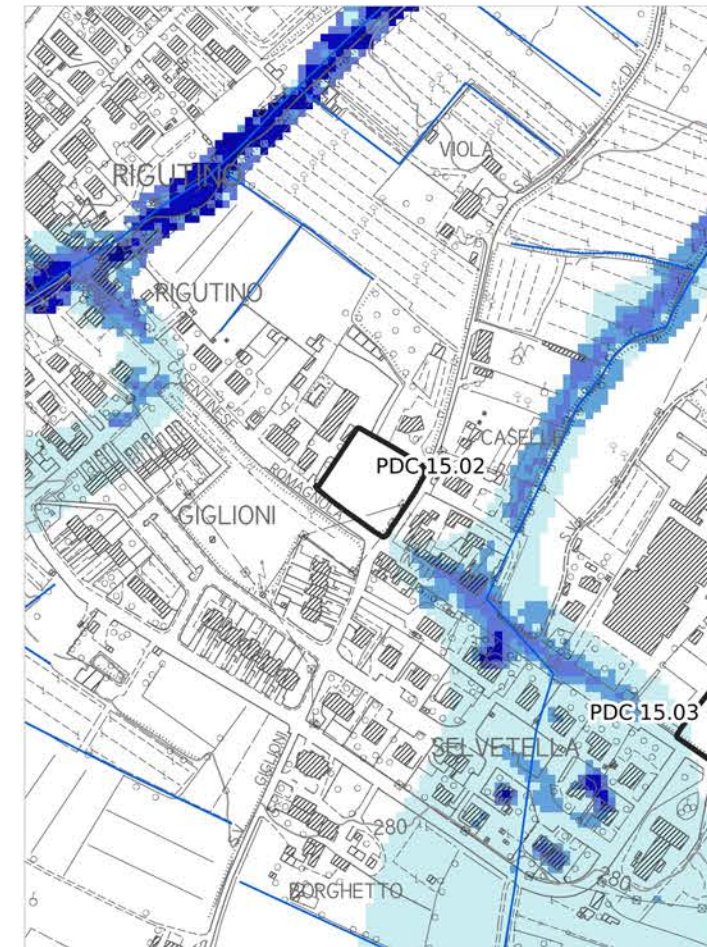 VIOLA
RIGUTINO
RIGUTINO
CASELLE
PDC 15.02
ROMAGNOLA
GIGLIONI
PDC 15.03
SELVETELLA
GIGLIONI
280
280
BORGHETTO